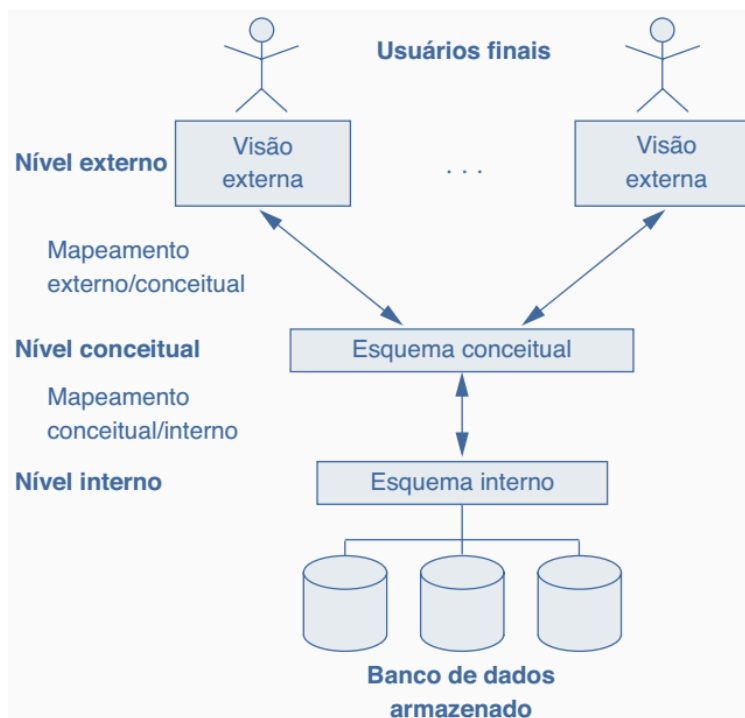 Usuários finais
Nível externo
Visão
externa
. . .
Visão
externa
Mapeamento
externo/conceitual
Nível conceitual
Esquema conceitual
Mapeamento
conceitual/interno
Nível interno
Esquema interno
Banco de dados
armazenado